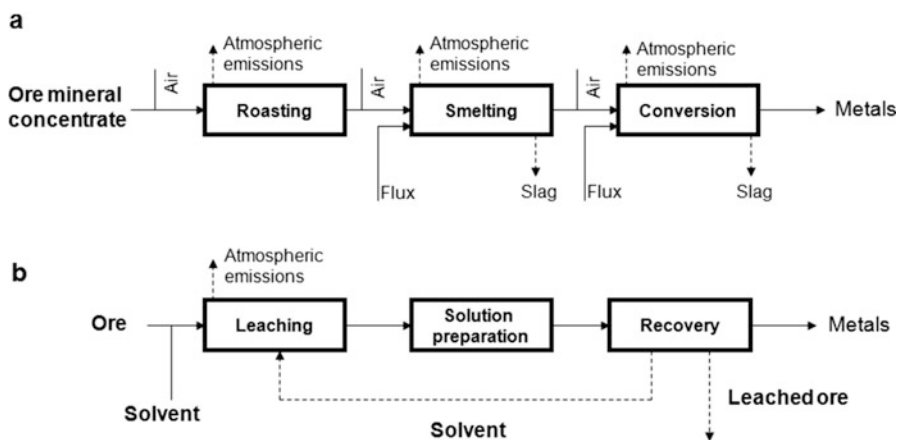 a
Atmospheric
emissions
Atmospheric
emissions
Atmospheric
emissions
Air
Air
Air
Ore mineral
concentrate
Roasting
Smelting
Conversion
Metals
Flux
Slag
Flux
Slag
b
Atmospheric
emissions
Ore
Leaching
Solution
preparation
Recovery
Metals
Solvent
Solvent
Leached ore